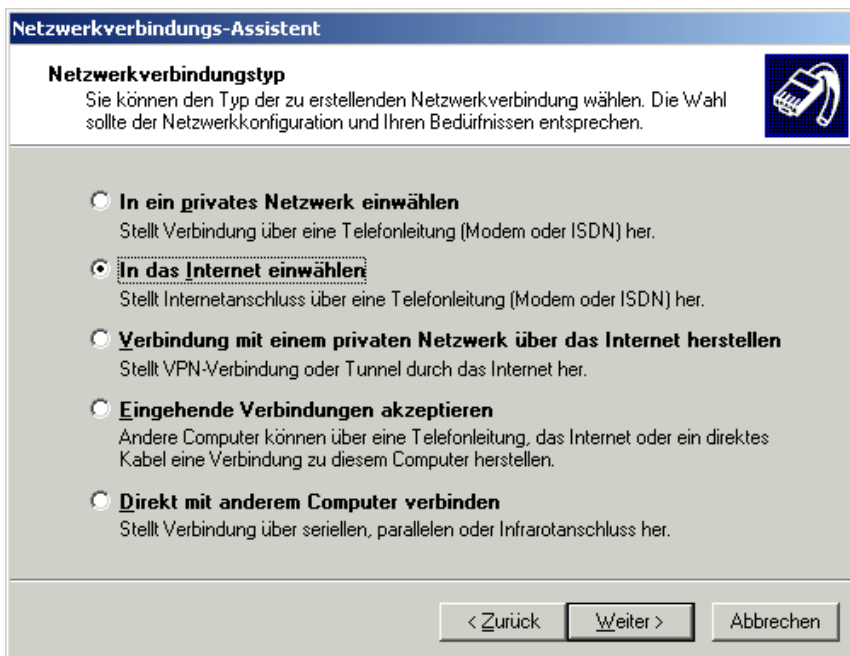 Netzwerkverbindungs-Assistent
Netzwerkverbindungstyp
Sie können den Typ der zu erstellenden Netzwerkverbindung wählen. Die Wahl
sollte der Netzwerkkonfiguration und Ihren Bedürfnissen entsprechen.
In ein privates Netzwerk einwählen
Stellt Verbindung über eine Telefonleitung (Modem oder ISDN) her.
In das Internet einwählen
Stellt Internetanschluss über eine Telefonleitung (Modem oder ISDN) her.
Verbindung mit einem privaten Netzwerk über das Internet herstellen
Stellt VPN-Verbindung oder Tunnel durch das Internet her.
Eingehende Verbindungen akzeptieren
Andere Computer können über eine Telefonleitung, das Internet oder ein direktes
Kabel eine Verbindung zu diesem Computer herstellen.
Direkt mit anderem Computer verbinden
Stellt Verbindung über seriellen, parallelen oder Infrarotanschluss her.
< Zurück Weiter > Abbrechen